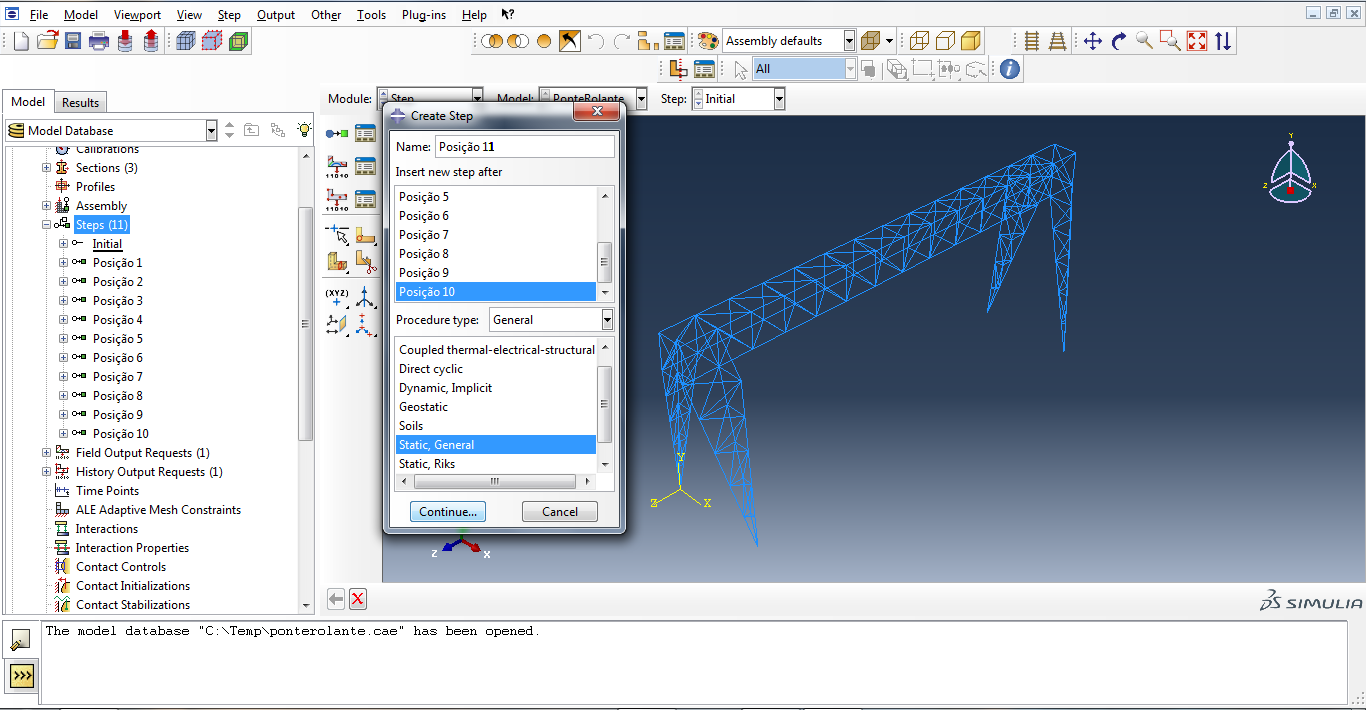 File Model Viewport View Step Output Other Tools Plug-ins Help
Assembly defaults
All
Model Results
Module: Step Model: PonteRolante Step: Initial
Model Database
Calibrations
Sections (3)
Profiles
Assembly
Steps (11)
Initial
Posição 1
Posição 2
Posição 3
Posição 4
Posição 5
Posição 6
Posição 7
Posição 8
Posição 9
Posição 10
Field Output Requests (1)
History Output Requests (1)
Time Points
ALE Adaptive Mesh Constraints
Interactions
Interaction Properties
Contact Controls
Contact Initializations
Contact Stabilizations
11010
11010
(XYZ)
Create Step
Name: Posição 11
Insert new step after
Posição 5
Posição 6
Posição 7
Posição 8
Posição 9
Posição 10
Procedure type: General
Coupled thermal-electrical-structural
Direct cyclic
Dynamic, Implicit
Geostatic
Soils
Static, General
Static, Riks
Continue... Cancel
Y
Z X
Y
Z X
Z X
SIMULIA
The model database "C:\Temp\ponterolante.cae" has been opened.
>>>